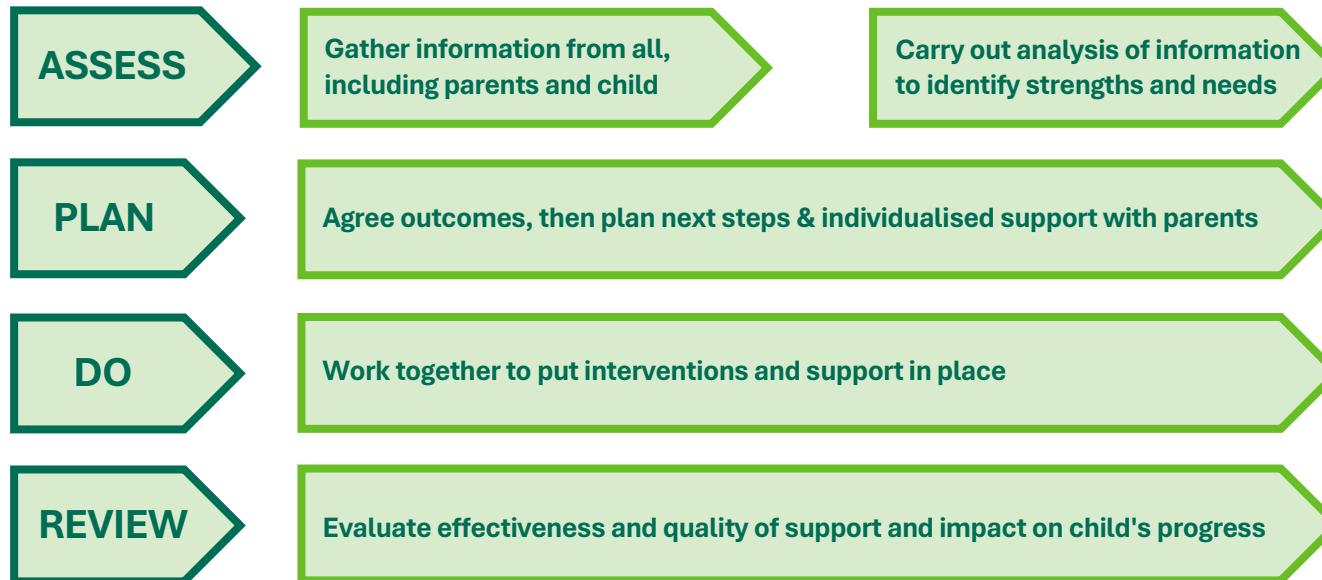 ASSESS
Gather information from all,
including parents and child
Carry out analysis of information
to identify strengths and needs
PLAN
Agree outcomes, then plan next steps & individualised support with parents
DO
Work together to put interventions and support in place
REVIEW
Evaluate effectiveness and quality of support and impact on child's progress